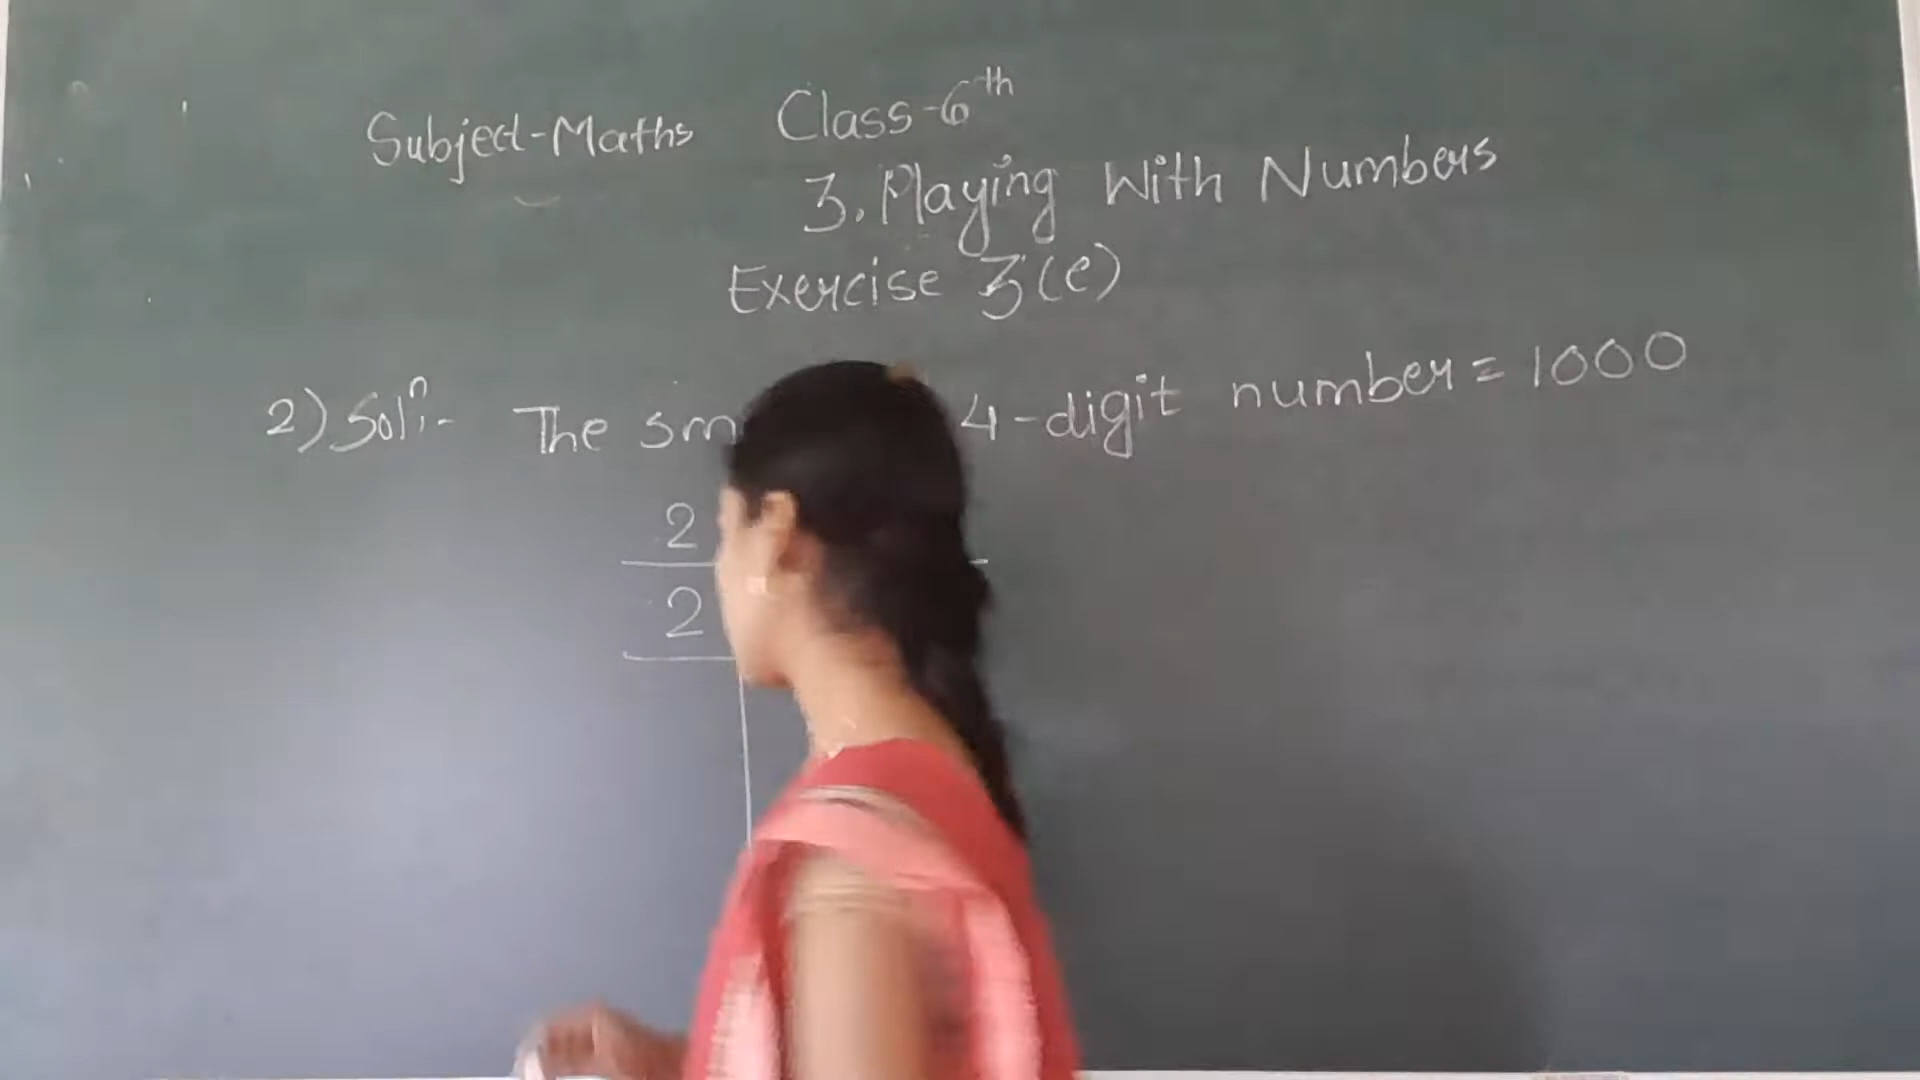 Subject-Maths Class-6th
3. Playing With Numbers
Exercise 3(e)
2) Soln:- The sm 4-digit number = 1000
2
2